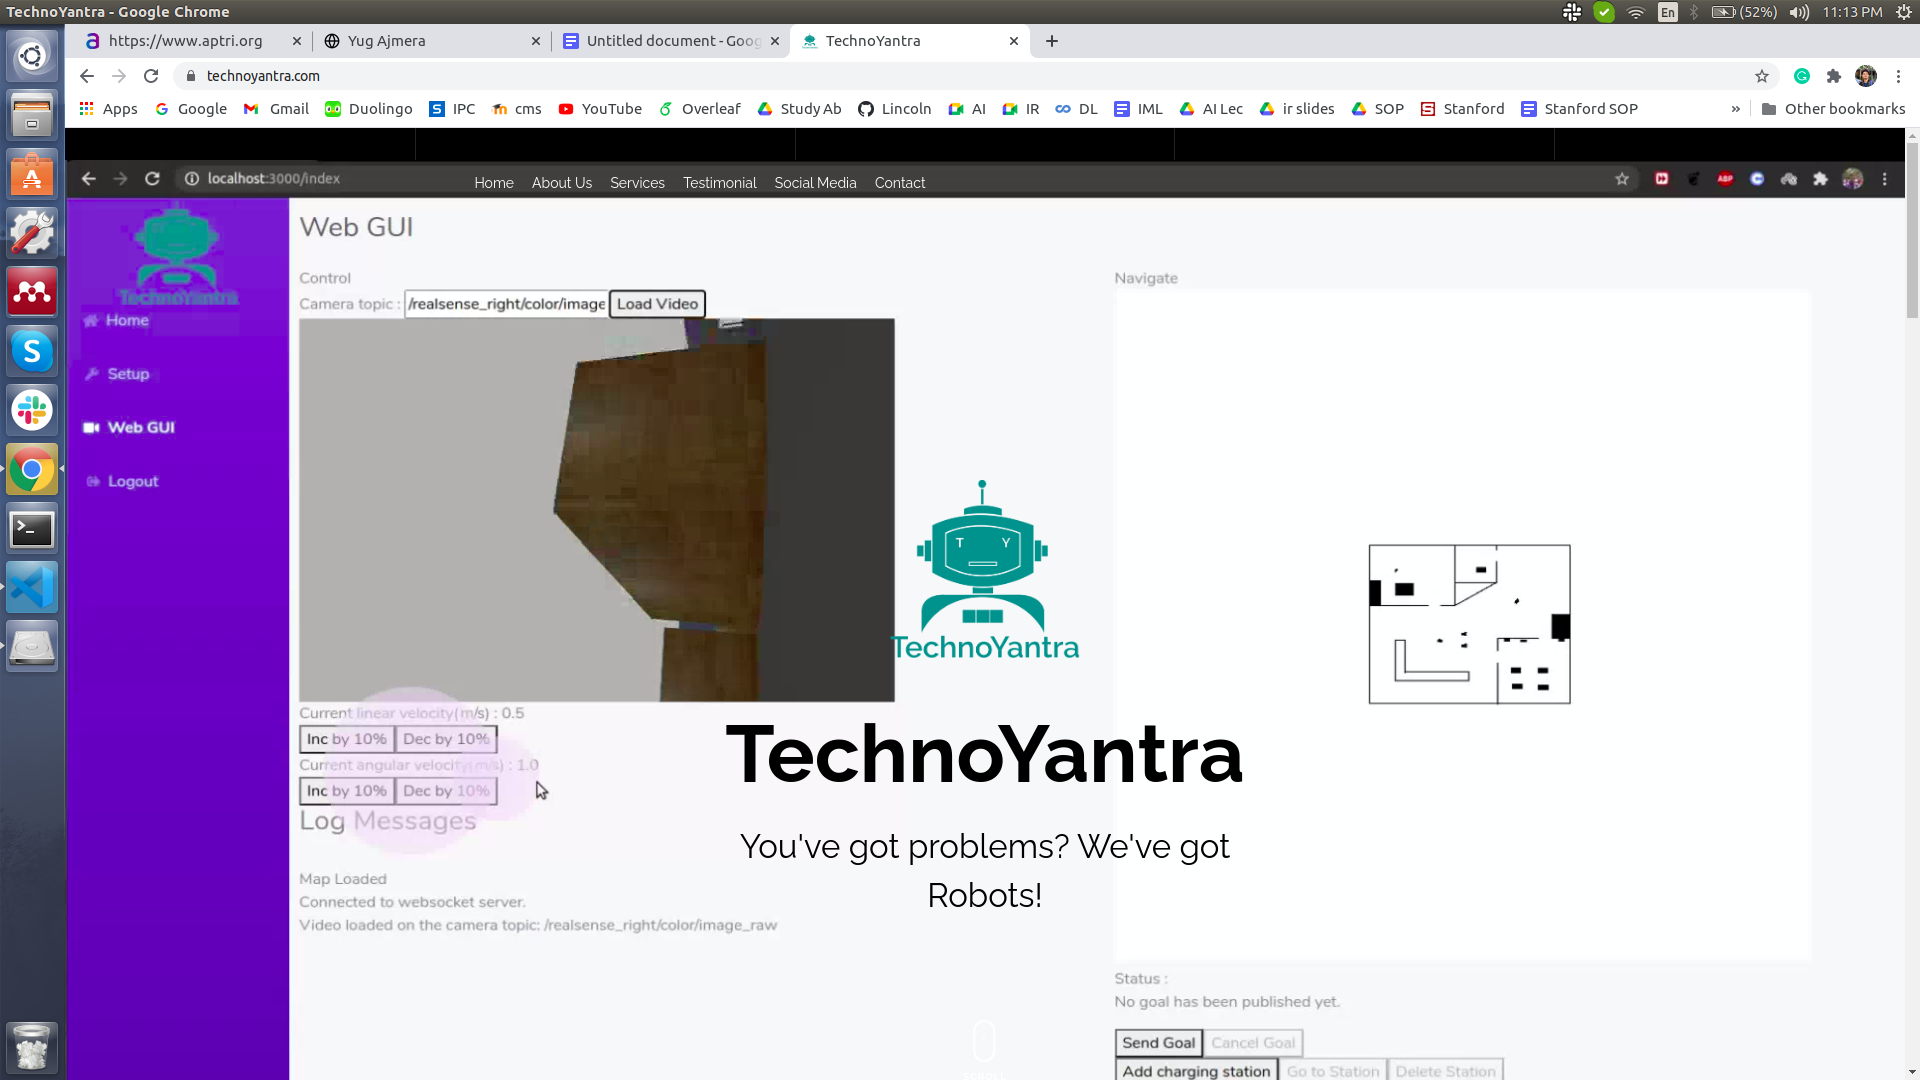 TechnoYantra - Google Chrome
En
(52%)
11:13 PM
https://www.aptri.org
Yug Ajmera
Untitled document - Goog
TechnoYantra
technoyantra.com
Apps
Google
Gmail
Duolingo
IPC
cms
YouTube
Overleaf
Study Ab
Lincoln
AI
IR
DL
IML
AI Lec
ir slides
SOP
Stanford
Stanford SOP
»
Other bookmarks
localhost:3000/index
Home
About Us
Services
Testimonial
Social Media
Contact
ABP
TechnoYantra
Home
Setup
Web GUI
Logout
Web GUI
Control
Camera topic : /realsense_right/color/image
Load Video
Current linear velocity(m/s) : 0.5
Inc by 10%
Dec by 10%
Current angular velocity(m/s) : 1.0
Inc by 10%
Dec by 10%
Log Messages
Map Loaded
Connected to websocket server.
Video loaded on the camera topic: /realsense_right/color/image_raw
T Y
TechnoYantra
TechnoYantra
You've got problems? We've got
Robots!
Navigate
Status :
No goal has been published yet.
Send Goal
Cancel Goal
Add charging station
Go to Station
Delete Station